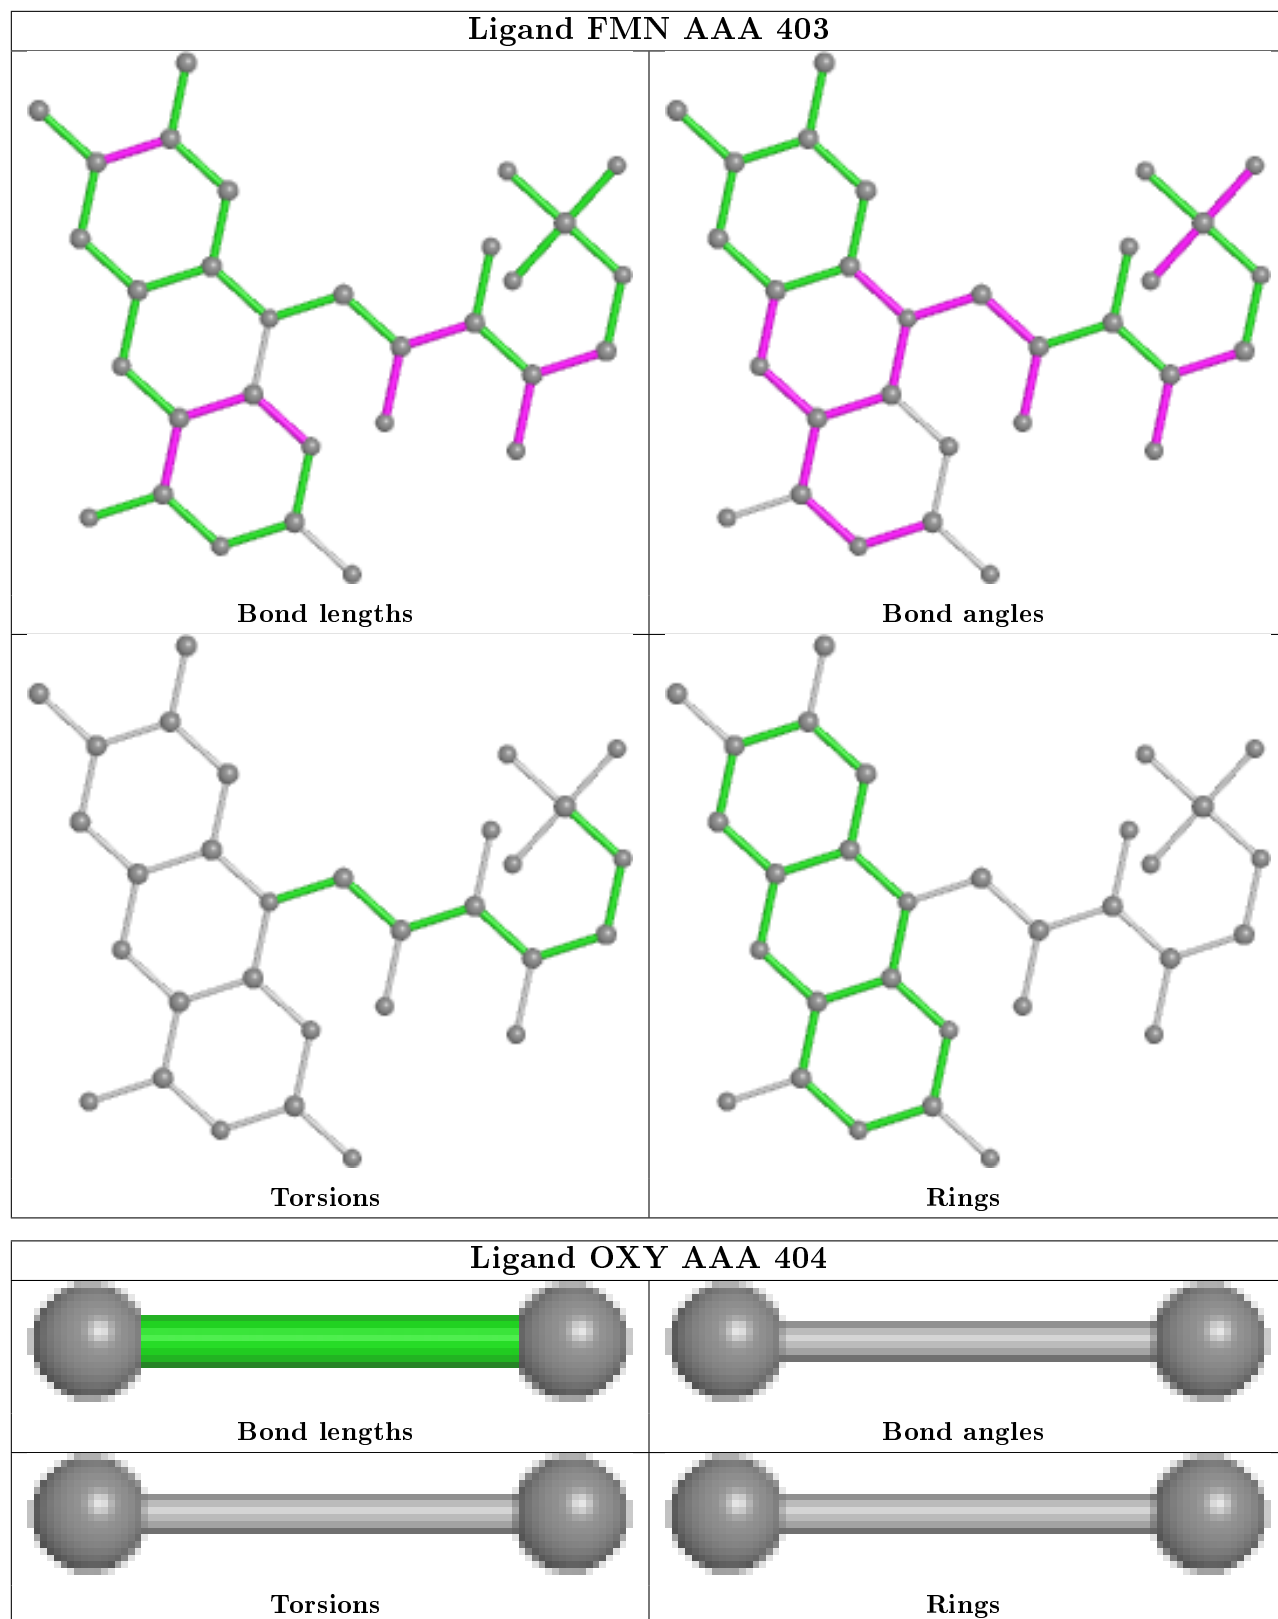 Ligand FMN AAA 403
Bond lengths
Bond angles
Torsions
Rings
Ligand OXY AAA 404
Bond lengths
Bond angles
Torsions
Rings